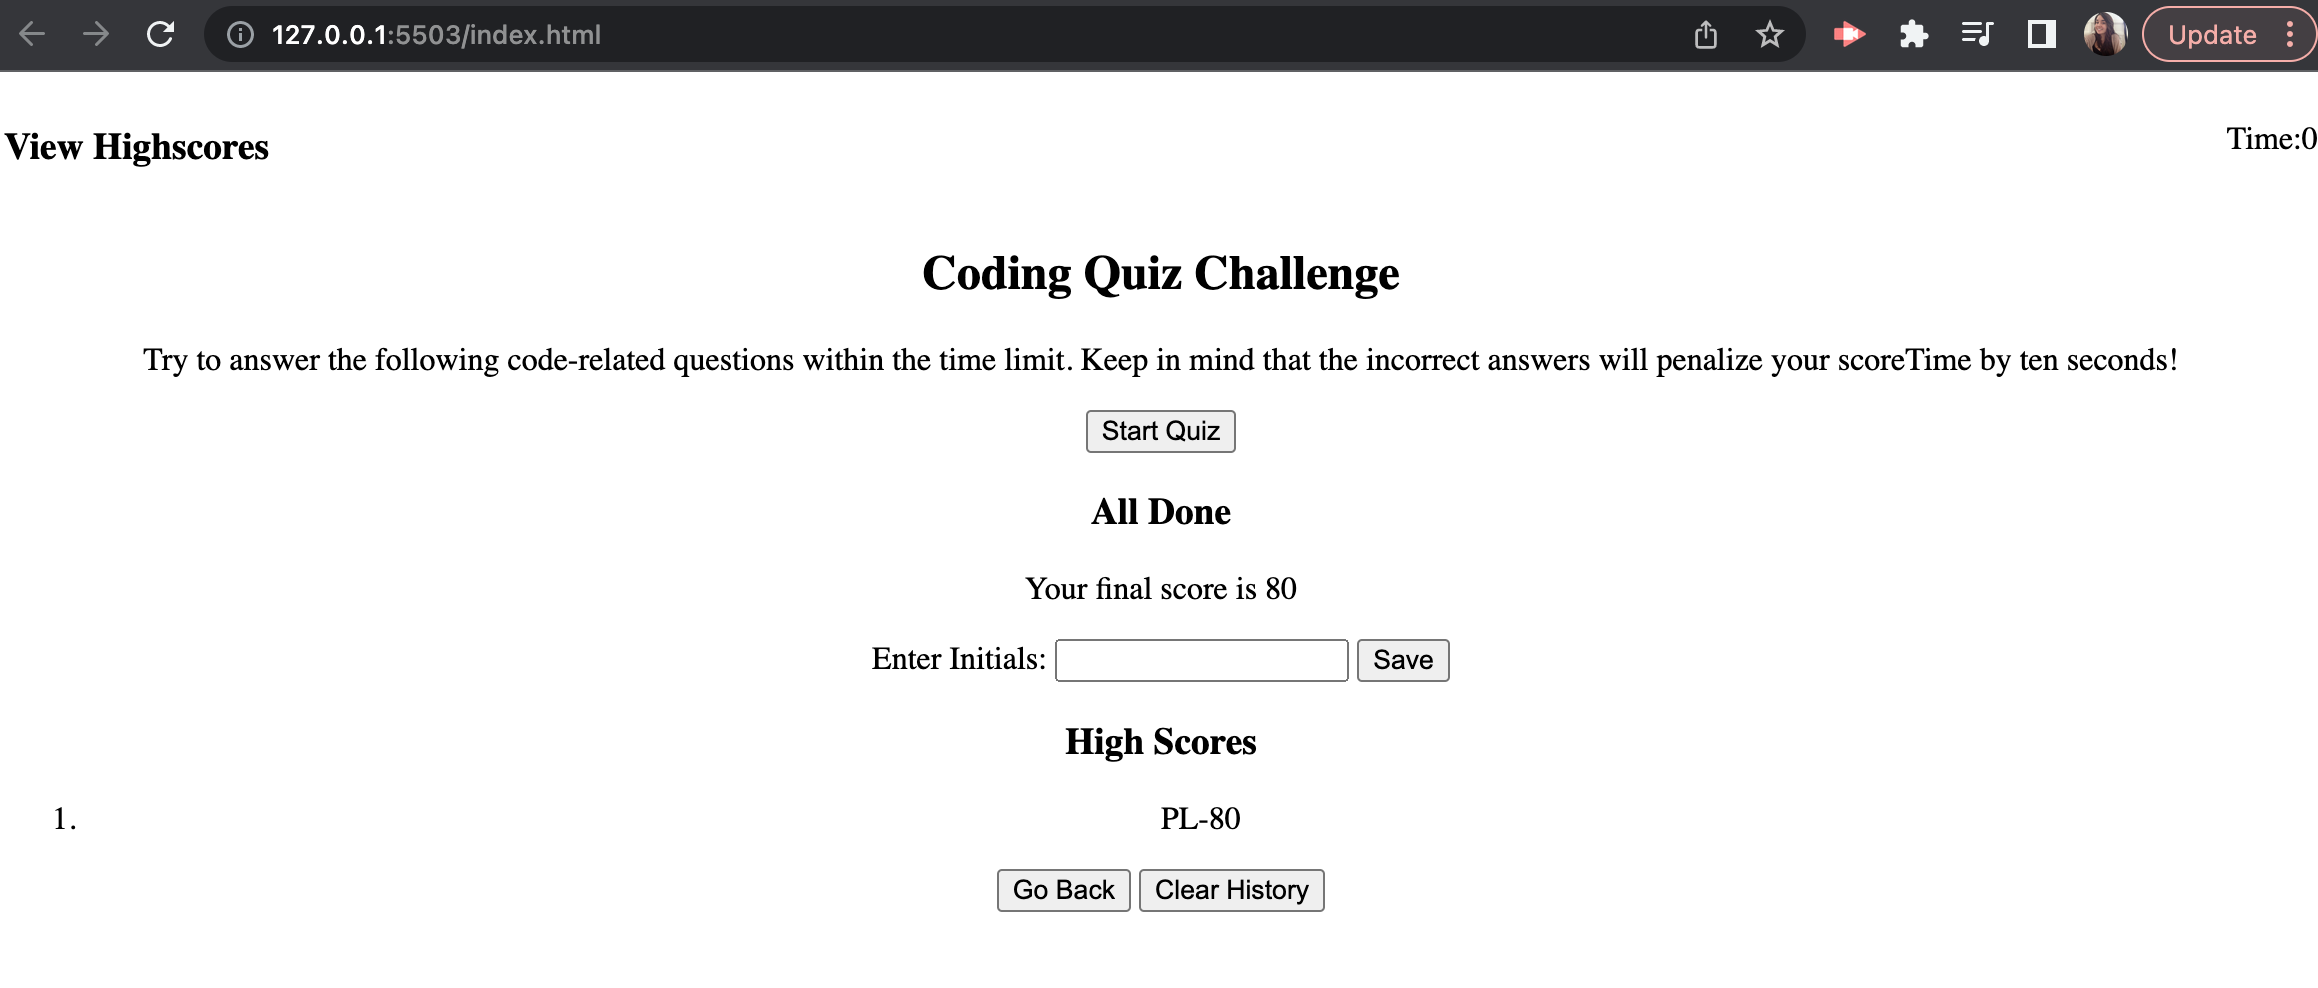 127.0.0.1:5503/index.html
Update
View Highscores
Time:0
Coding Quiz Challenge
Try to answer the following code-related questions within the time limit. Keep in mind that the incorrect answers will penalize your scoreTime by ten seconds!
Start Quiz
All Done
Your final score is 80
Enter Initials: Save
High Scores
1. PL-80
Go Back Clear History